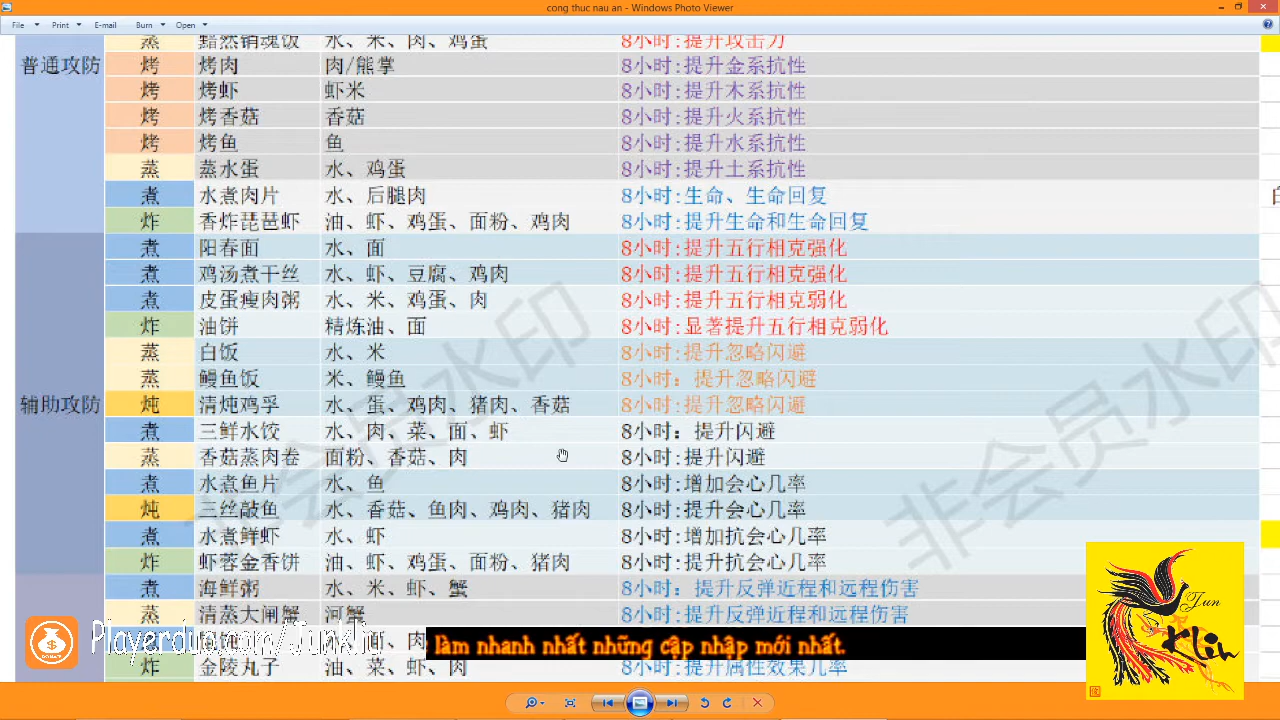 cong thuc nau an - Windows Photo Viewer
File Print E-mail Burn Open
蒸 黯然销魂饭 水、米、肉、鸡蛋 8小时:提升攻击力
普通攻防 烤 烤肉 肉/熊掌 8小时:提升金系抗性
烤 烤虾 虾米 8小时:提升木系抗性
烤 烤香菇 香菇 8小时:提升火系抗性
烤 烤鱼 鱼 8小时:提升水系抗性
蒸 蒸水蛋 水、鸡蛋 8小时:提升土系抗性
煮 水煮肉片 水、后腿肉 8小时:生命、生命回复
炸 香炸琵琶虾 油、虾、鸡蛋、面粉、鸡肉 8小时:提升生命和生命回复
煮 阳春面 水、面 8小时:提升五行相克强化
煮 鸡汤煮干丝 水、虾、豆腐、鸡肉 8小时:提升五行相克强化
煮 皮蛋瘦肉粥 水、米、鸡蛋、肉 8小时:提升五行相克弱化
炸 油饼 精炼油、面 8小时:显著提升五行相克弱化
蒸 白饭 水、米 8小时:提升忽略闪避
蒸 鳗鱼饭 米、鳗鱼 8小时：提升忽略闪避
辅助攻防 炖 清炖鸡孚 水、蛋、鸡肉、猪肉、香菇 8小时:提升忽略闪避
煮 三鲜水饺 水、肉、菜、面、虾 8小时：提升闪避
蒸 香菇蒸肉卷 面粉、香菇、肉 8小时:提升闪避
煮 水煮鱼片 水、鱼 8小时:增加会心几率
炖 三丝敲鱼 水、香菇、鱼肉、鸡肉、猪肉 8小时:提升会心几率
煮 水煮鲜虾 水、虾 8小时:增加抗会心几率
炸 虾蓉金香饼 油、虾、鸡蛋、面粉、猪肉 8小时:提升抗会心几率
煮 海鲜粥 水、米、虾、蟹 8小时：提升反弹近程和远程伤害
蒸 清蒸大闸蟹 河蟹 8小时:提升反弹近程和远程伤害
làm nhanh nhất những cập nhập mới nhất.
炸 金陵丸子 油、菜、虾、肉 8小时:提升属性效果几率
非会员水印
非会员水印
DONATE
Jun
Klin